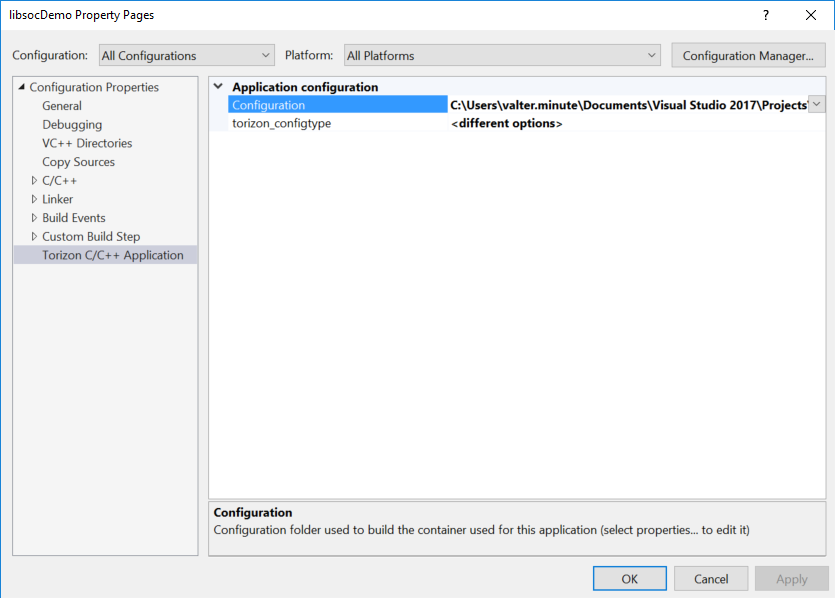 libsocDemo Property Pages
?
Configuration: All Configurations Platform: All Platforms Configuration Manager...
Configuration Properties
General
Debugging
VC++ Directories
Copy Sources
C/C++
Linker
Build Events
Custom Build Step
Torizon C/C++ Application
Application configuration
Configuration C:\Users\valter.minute\Documents\Visual Studio 2017\Projects\
torizon_configtype <different options>
Configuration
Configuration folder used to build the container used for this application (select properties... to edit it)
OK Cancel Apply